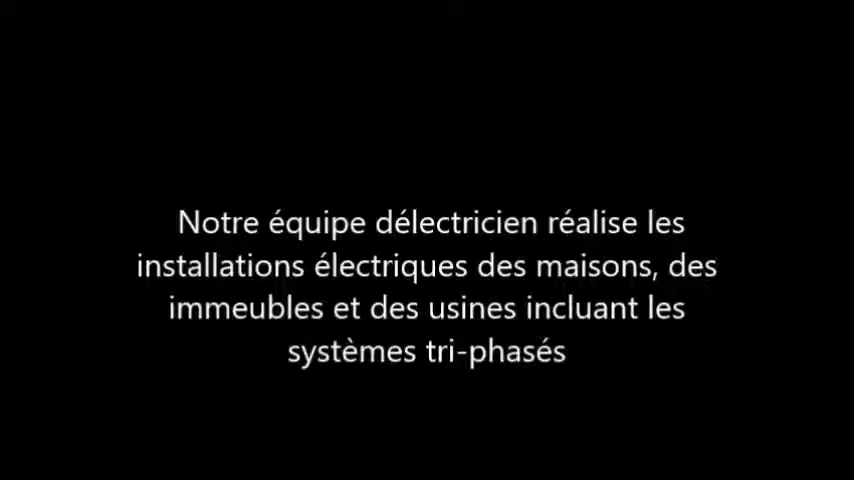 Notre équipe délectricien réalise les
installations électriques des maisons, des
immeubles et des usines incluant les
systèmes tri-phasés